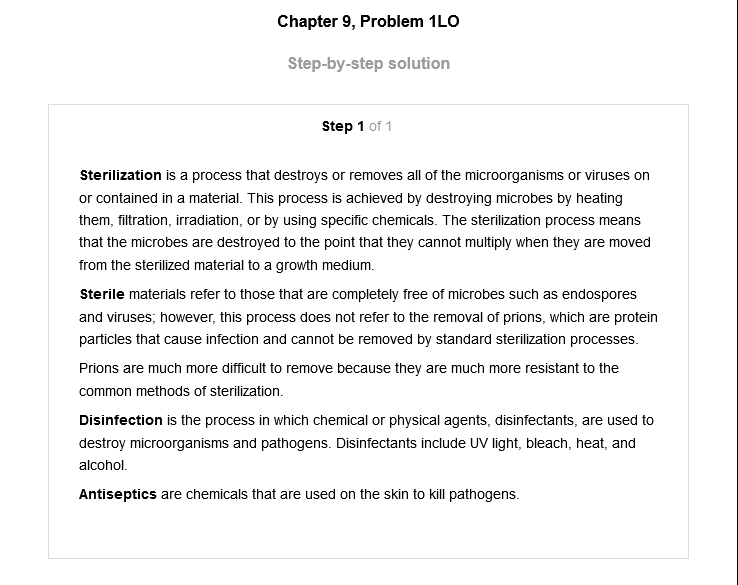 Chapter 9, Problem 1LO
Step-by-step solution
Step 1 of 1
Sterilization is a process that destroys or removes all of the microorganisms or viruses on
or contained in a material. This process is achieved by destroying microbes by heating
them, filtration, irradiation, or by using specific chemicals. The sterilization process means
that the microbes are destroyed to the point that they cannot multiply when they are moved
from the sterilized material to a growth medium.
Sterile materials refer to those that are completely free of microbes such as endospores
and viruses; however, this process does not refer to the removal of prions, which are protein
particles that cause infection and cannot be removed by standard sterilization processes.
Prions are much more difficult to remove because they are much more resistant to the
common methods of sterilization.
Disinfection is the process in which chemical or physical agents, disinfectants, are used to
destroy microorganisms and pathogens. Disinfectants include UV light, bleach, heat, and
alcohol.
Antiseptics are chemicals that are used on the skin to kill pathogens.